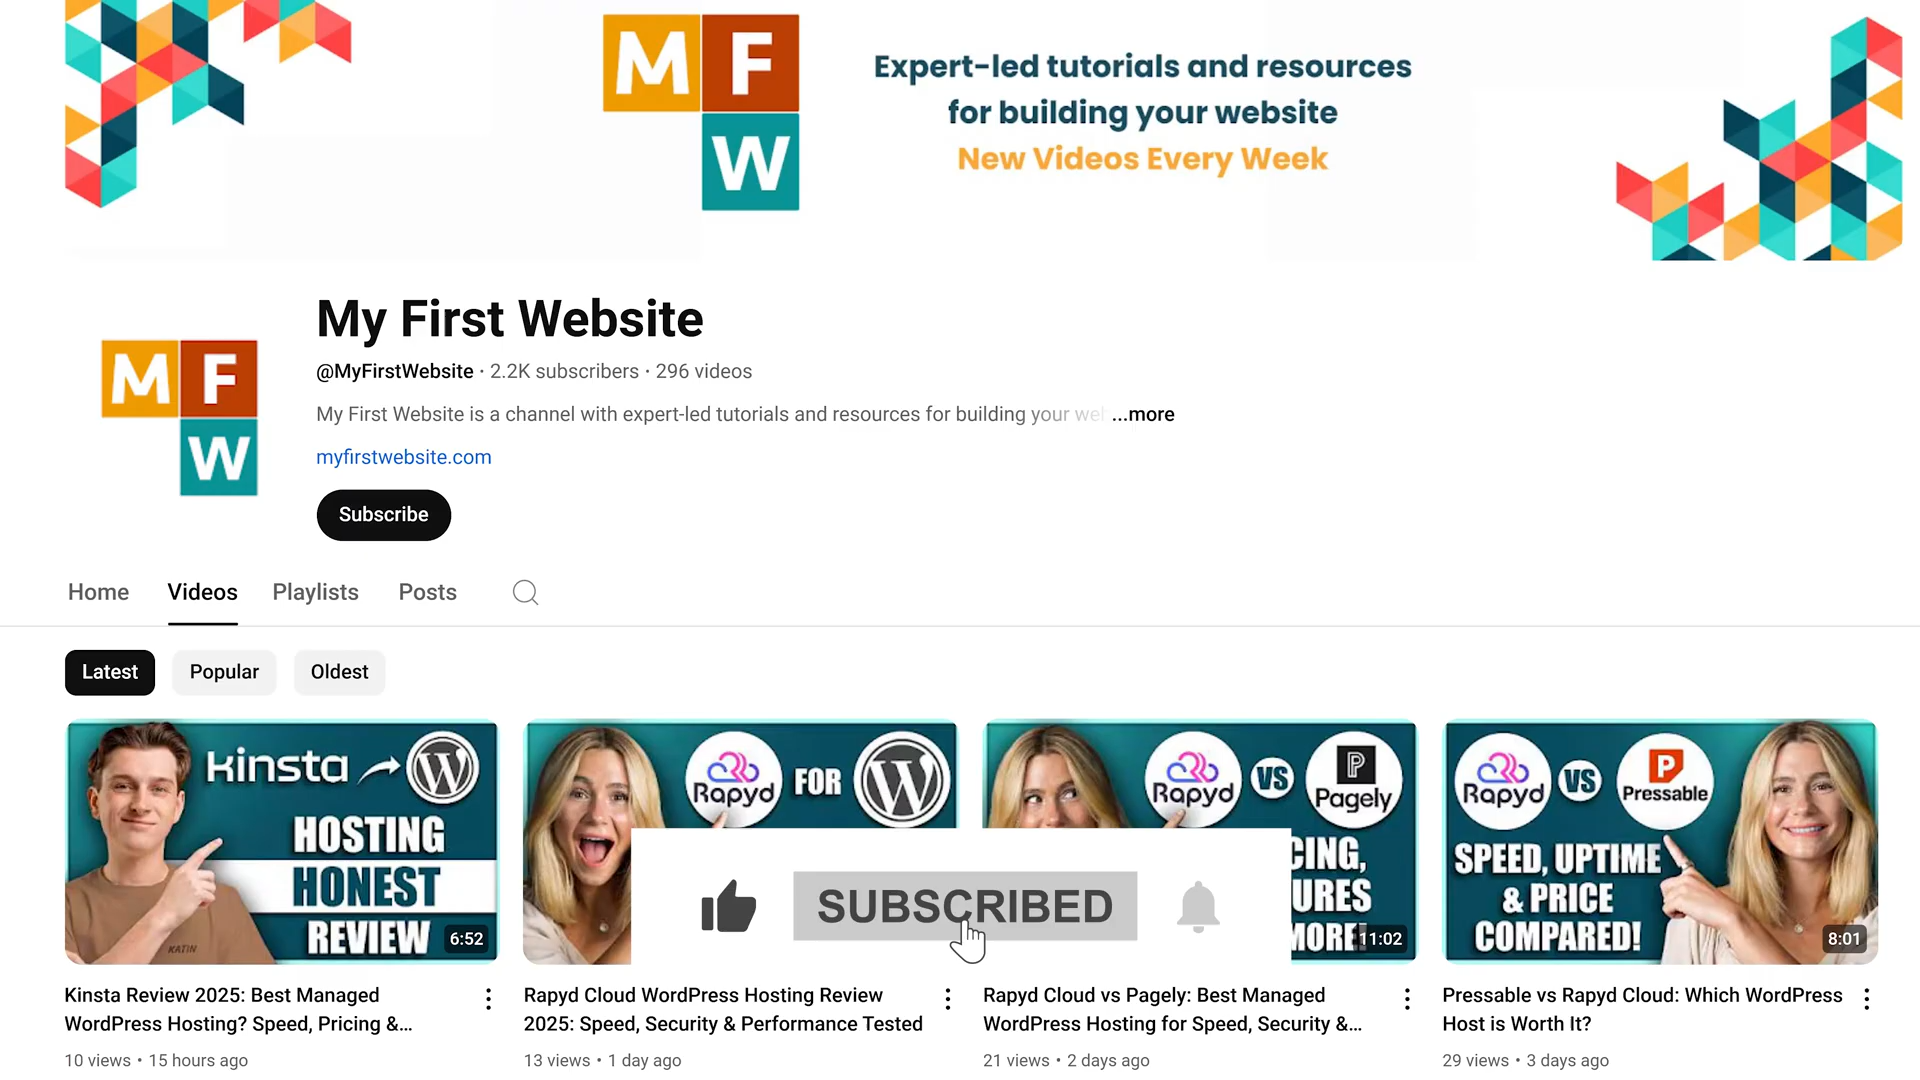 M F
W
Expert-led tutorials and resources
for building your website
New Videos Every Week
M F
W
My First Website
@MyFirstWebsite · 2.2K subscribers · 296 videos
My First Website is a channel with expert-led tutorials and resources for building your we ...more
myfirstwebsite.com
Subscribe
Home Videos Playlists Posts
Latest Popular Oldest
Kinsta
HOSTING
HONEST
REVIEW
KATIN
6:52
Rapyd FOR
Rapyd VS Pagely
CING,
URES
MORE
11:02
Rapyd VS Pressable
SPEED, UPTIME
& PRICE
COMPARED!
8:01
SUBSCRIBED
Kinsta Review 2025: Best Managed
WordPress Hosting? Speed, Pricing &...
10 views • 15 hours ago
Rapyd Cloud WordPress Hosting Review
2025: Speed, Security & Performance Tested
13 views • 1 day ago
Rapyd Cloud vs Pagely: Best Managed
WordPress Hosting for Speed, Security &...
21 views • 2 days ago
Pressable vs Rapyd Cloud: Which WordPress
Host is Worth It?
29 views • 3 days ago